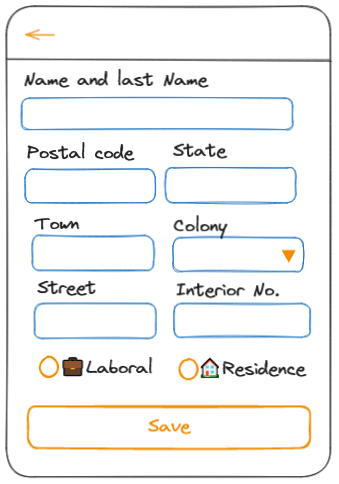 Name and last Name
Postal code State
Town Colony
Street Interior No.
Laboral Residence
Save